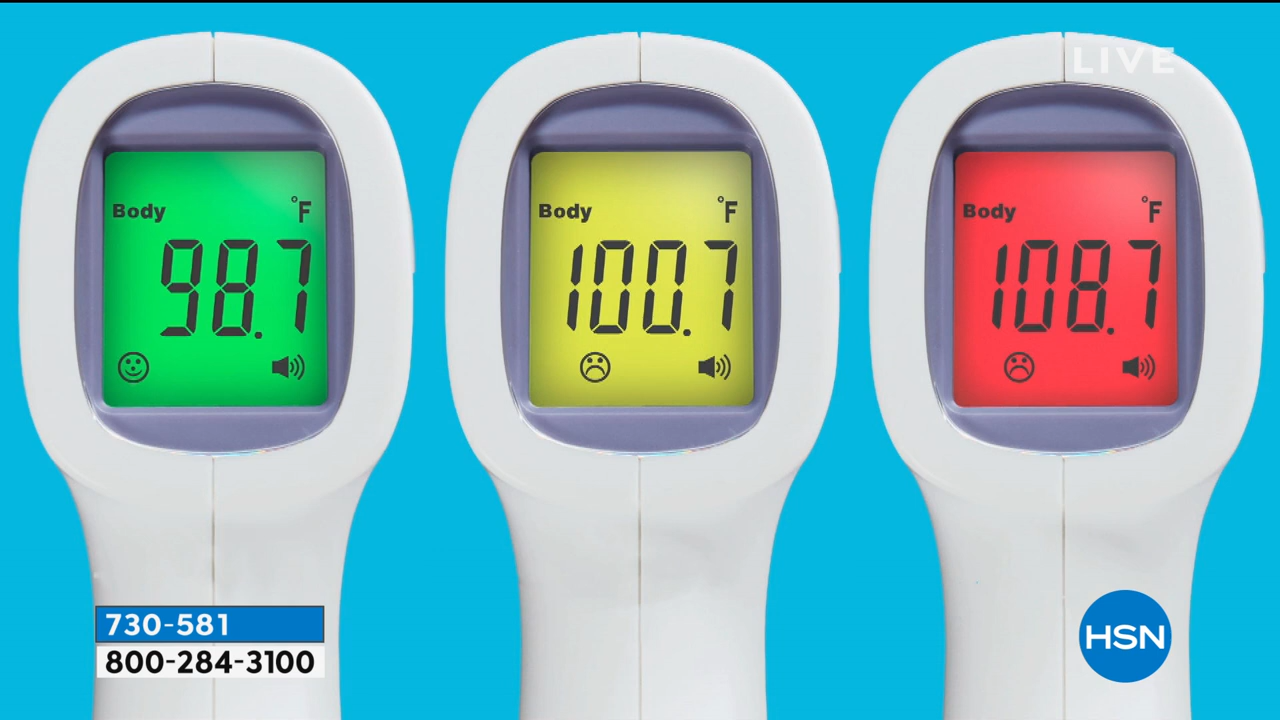 LIVE
Body °F
98.7
Body °F
100.7
Body °F
108.7
730-581
800-284-3100
HSN